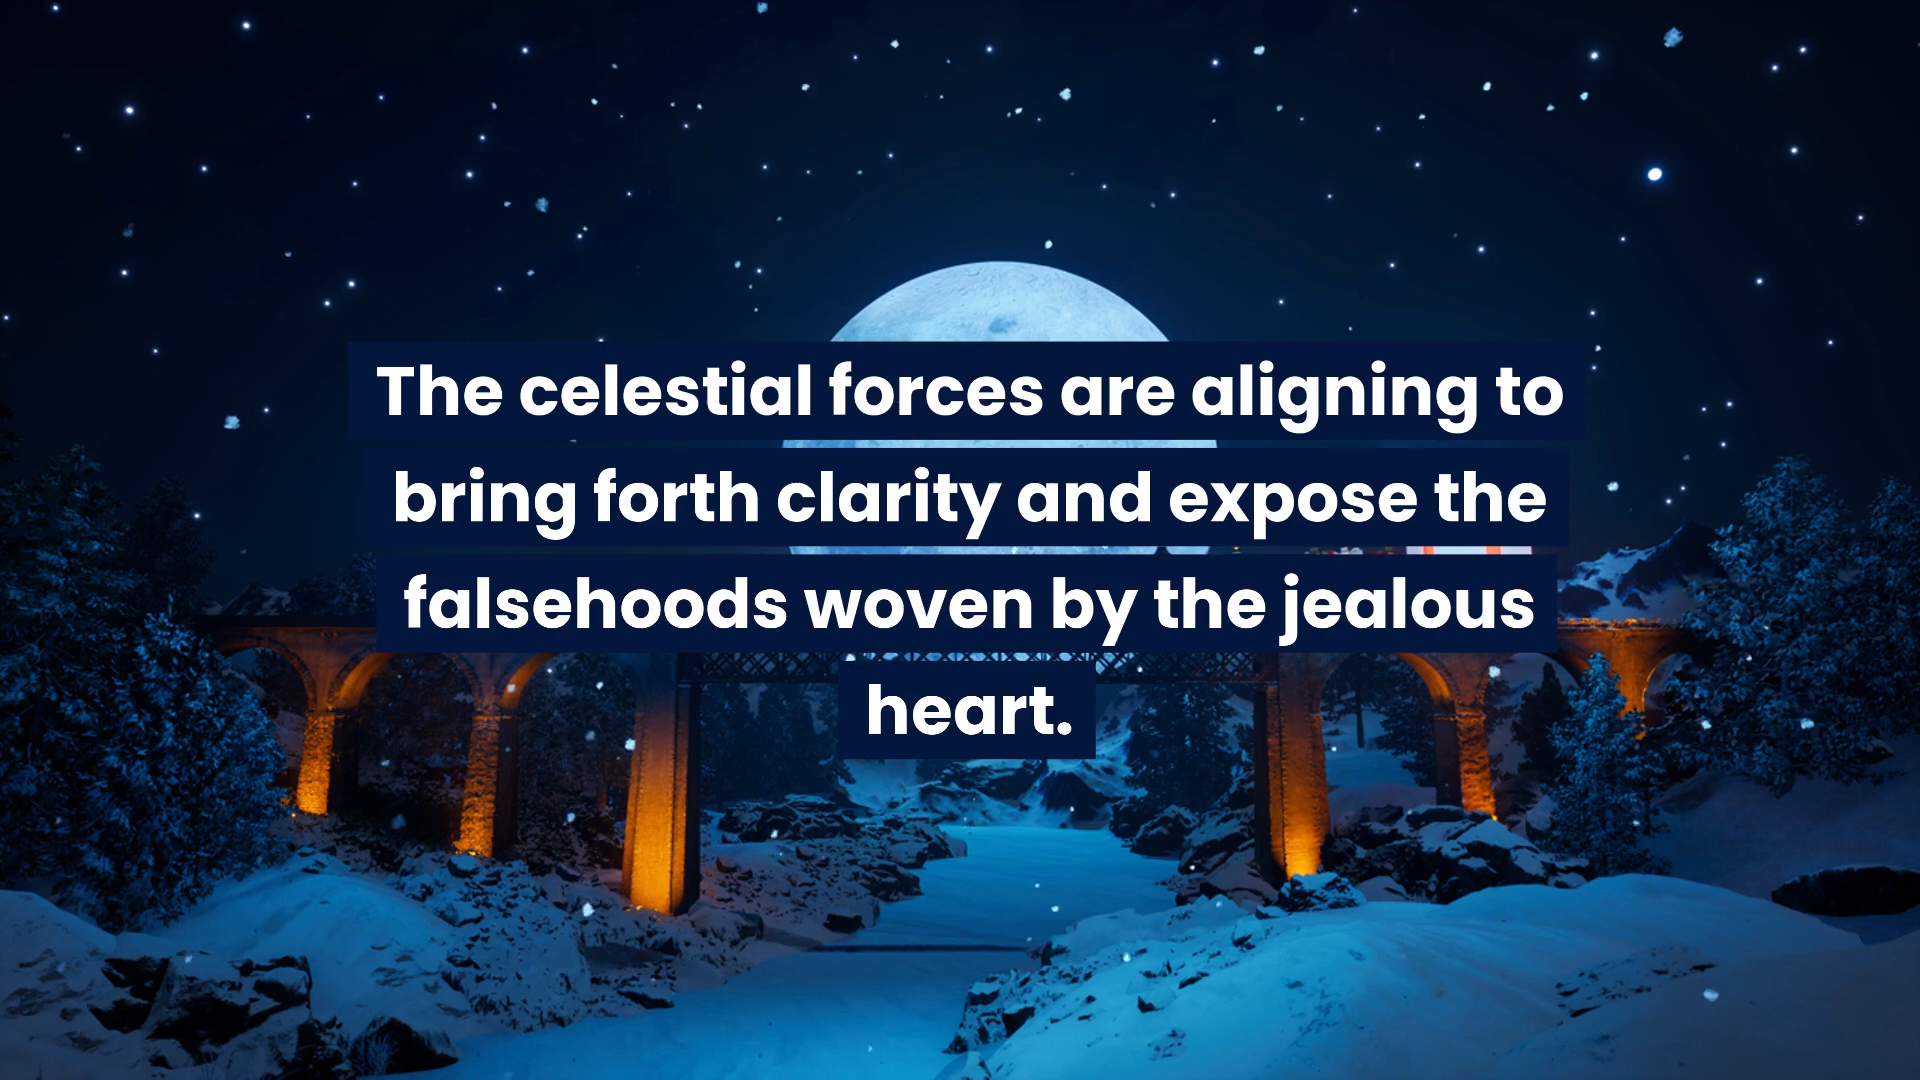 The celestial forces are aligning to
bring forth clarity and expose the
falsehoods woven by the jealous
heart.